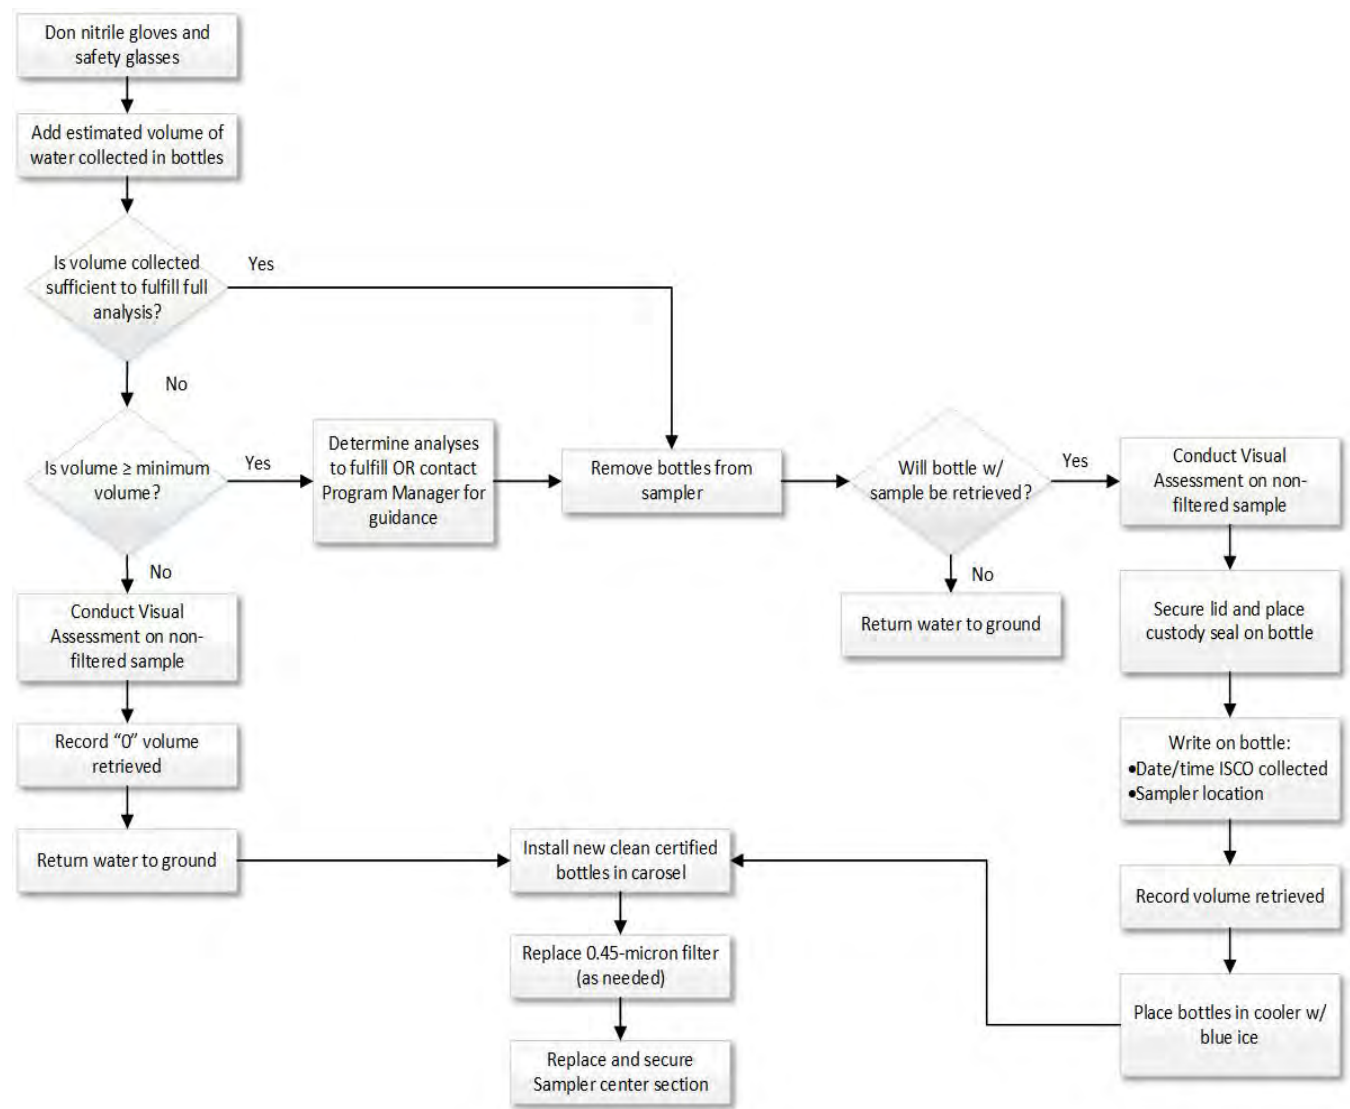 Don nitrile gloves and
safety glasses
Add estimated volume of
water collected in bottles
Is volume collected
sufficient to fulfill full
analysis?
Yes
No
Is volume ≥ minimum
volume?
Yes
Determine analyses
to fulfill OR contact
Program Manager for
guidance
Remove bottles from
sampler
Will bottle w/
sample be retrieved?
Yes
Conduct Visual
Assessment on non-
filtered sample
No
Return water to ground
Secure lid and place
custody seal on bottle
Write on bottle:
•Date/time ISCO collected
•Sampler location
Record volume retrieved
Place bottles in cooler w/
blue ice
No
Conduct Visual
Assessment on non-
filtered sample
Record “0” volume
retrieved
Return water to ground
Install new clean certified
bottles in carosel
Replace 0.45-micron filter
(as needed)
Replace and secure
Sampler center section